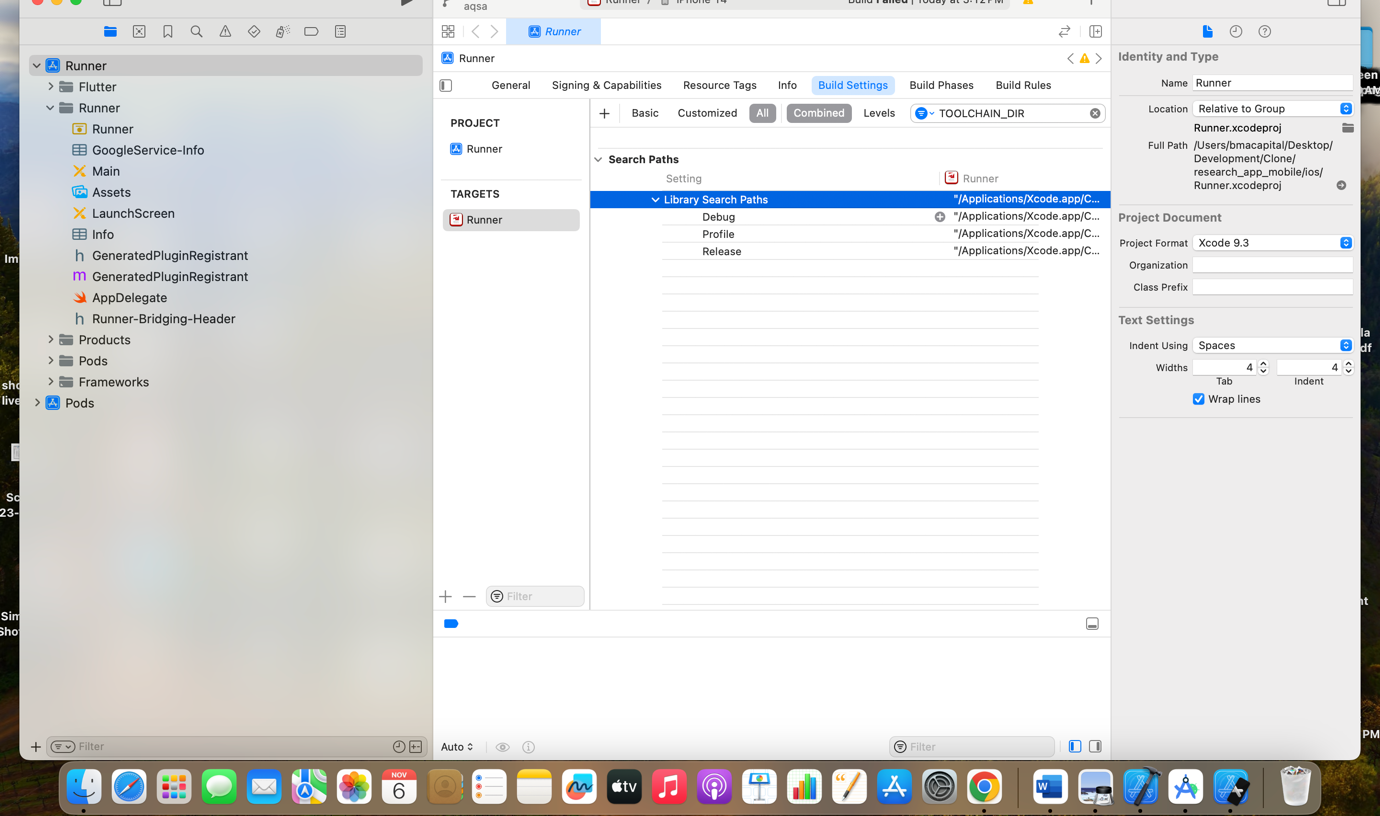 aqsa
Runner
iPhone 14
Build Failed | Today at 5:12 PM
Runner
Runner
Flutter
Runner
Runner
GoogleService-Info
Main
Assets
LaunchScreen
Info
GeneratedPluginRegistrant
GeneratedPluginRegistrant
AppDelegate
Runner-Bridging-Header
Products
Pods
Frameworks
Pods
Filter
Runner
General Signing & Capabilities Resource Tags Info Build Settings Build Phases Build Rules
PROJECT
Runner
TARGETS
Runner
Filter
Basic Customized All Combined Levels TOOLCHAIN_DIR
Search Paths
Setting Runner
Library Search Paths "/Applications/Xcode.app/C...
Debug "/Applications/Xcode.app/C...
Profile "/Applications/Xcode.app/C...
Release "/Applications/Xcode.app/C...
Auto
Filter
Identity and Type
Name Runner
Location Relative to Group
Runner.xcodeproj
Full Path /Users/bmacapital/Desktop/
Development/Clone/
research_app_mobile/ios/
Runner.xcodeproj
Project Document
Project Format Xcode 9.3
Organization
Class Prefix
Text Settings
Indent Using Spaces
Widths 4 4
Tab Indent
Wrap lines
NOV
6
tv
W